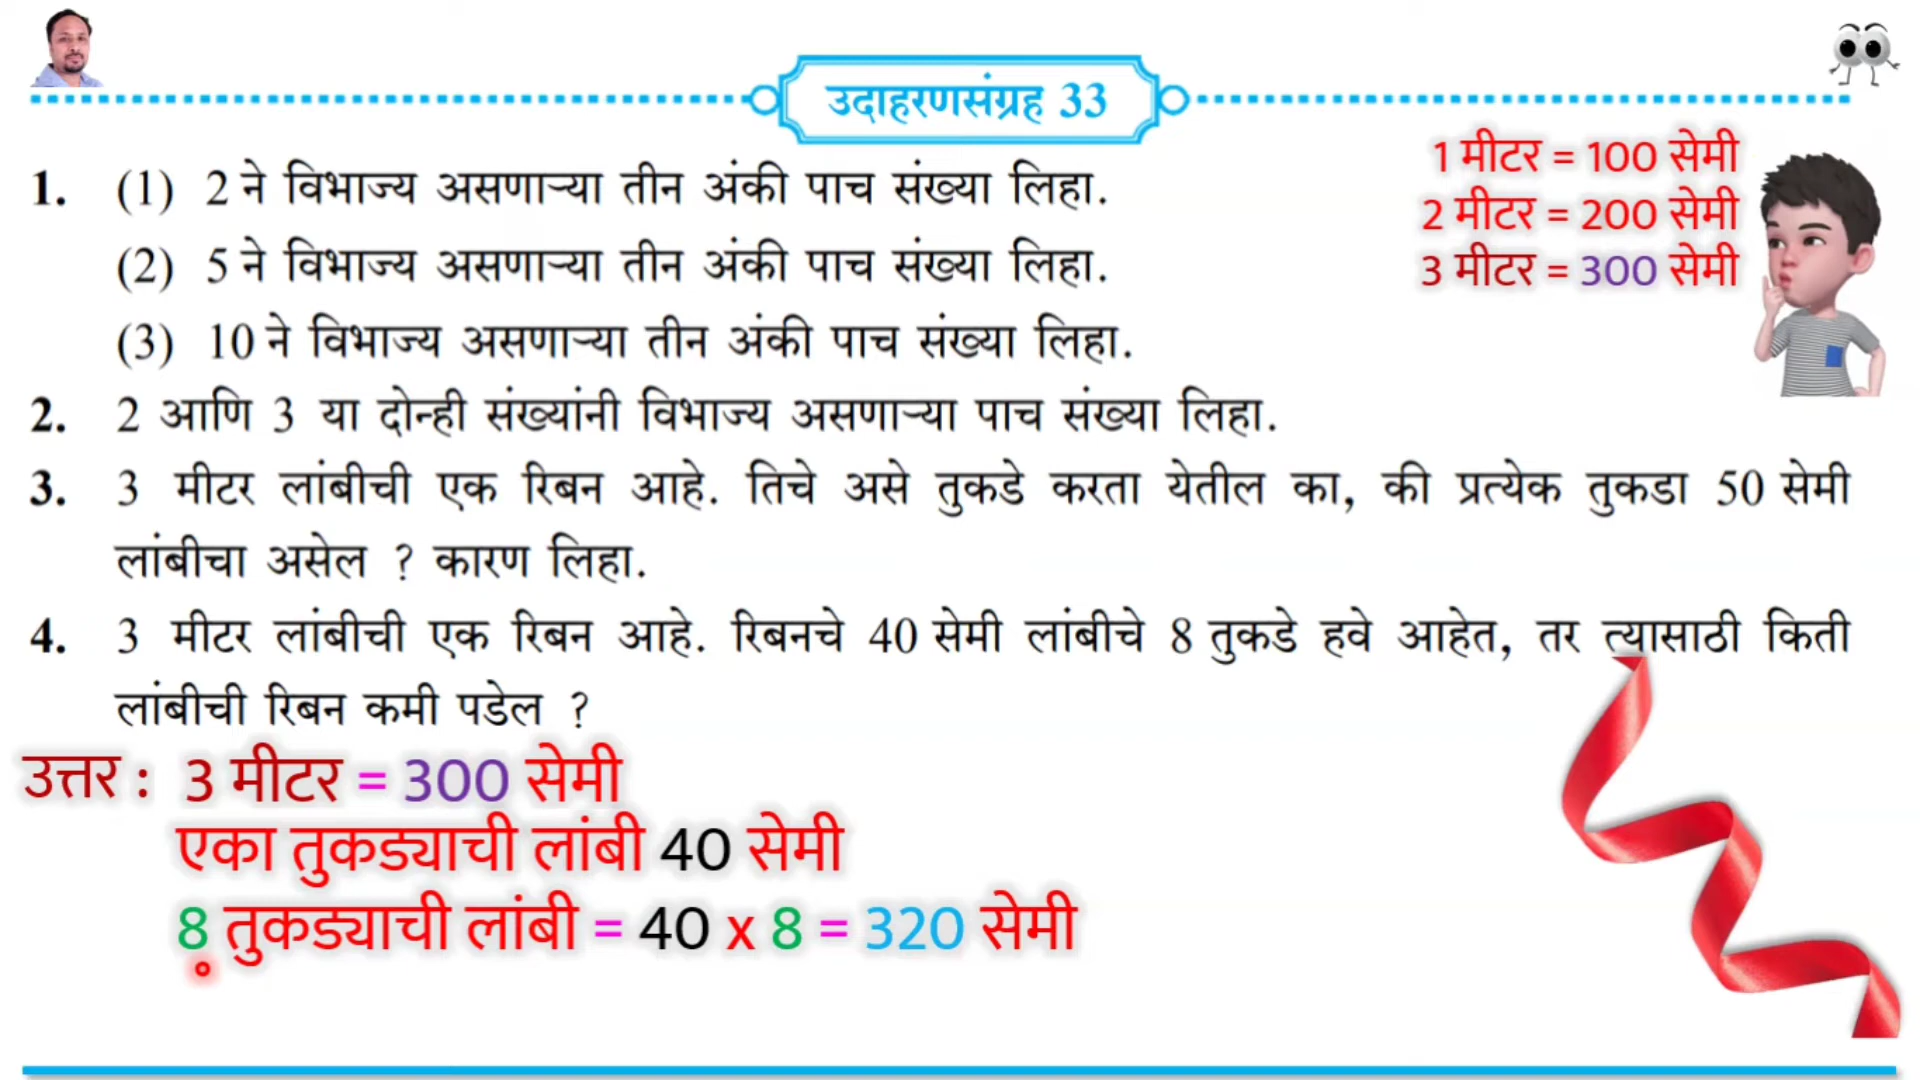 उदाहरणसंग्रह 33
1 मीटर = 100 सेमी
2 मीटर = 200 सेमी
3 मीटर = 300 सेमी
1. (1) 2 ने विभाज्य असणाऱ्या तीन अंकी पाच संख्या लिहा.
(2) 5 ने विभाज्य असणाऱ्या तीन अंकी पाच संख्या लिहा.
(3) 10 ने विभाज्य असणाऱ्या तीन अंकी पाच संख्या लिहा.
2. 2 आणि 3 या दोन्ही संख्यांनी विभाज्य असणाऱ्या पाच संख्या लिहा.
3. 3 मीटर लांबीची एक रिबन आहे. तिचे असे तुकडे करता येतील का, की प्रत्येक तुकडा 50 सेमी
लांबीचा असेल ? कारण लिहा.
4. 3 मीटर लांबीची एक रिबन आहे. रिबनचे 40 सेमी लांबीचे 8 तुकडे हवे आहेत, तर त्यासाठी किती
लांबीची रिबन कमी पडेल ?
उत्तर : 3 मीटर = 300 सेमी
एका तुकड्याची लांबी 40 सेमी
8 तुकड्याची लांबी = 40 x 8 = 320 सेमी